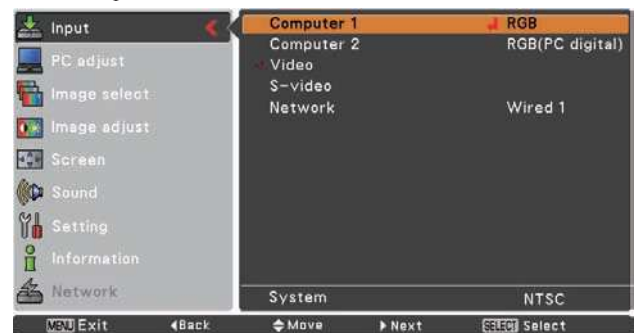 Input
PC adjust
Image select
Image adjust
Screen
Sound
Setting
Information
Network
Computer 1 RGB
Computer 2 RGB(PC digital)
Video
S-video
Network Wired 1
System NTSC
MENU Exit Back Move Next SELECT Select